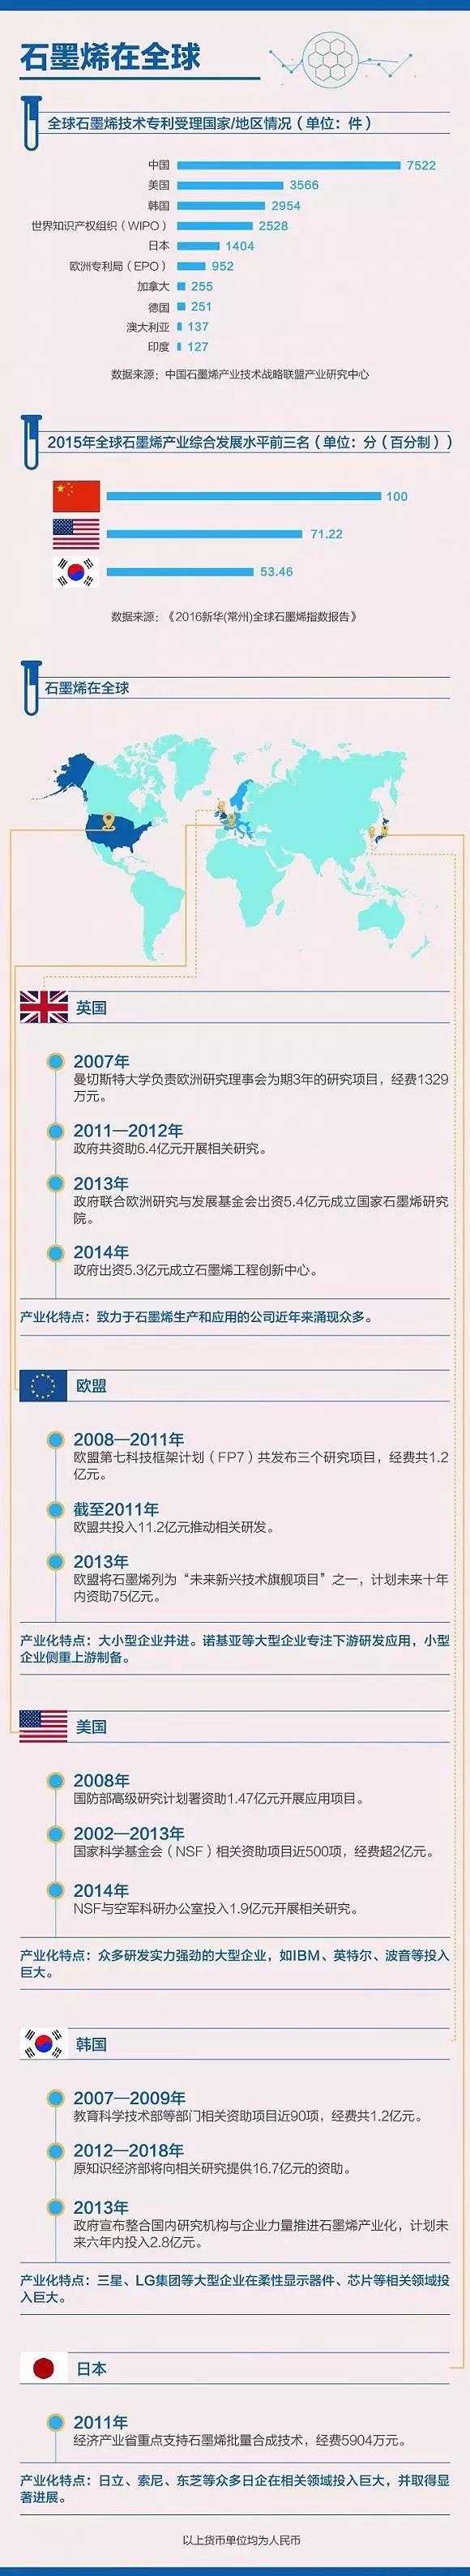 石墨烯在全球
全球石墨烯技术专利受理国家/地区情况（单位：件）
中国 7522
美国 3566
韩国 2954
世界知识产权组织（WIPO） 2528
日本 1404
欧洲专利局（EPO） 952
加拿大 255
德国 251
澳大利亚 137
印度 127
数据来源：中国石墨烯产业技术战略联盟产业研究中心
2015年全球石墨烯产业综合发展水平前三名（单位：分（百分制））
100
71.22
53.46
数据来源：《2016新华(常州)全球石墨烯指数报告》
石墨烯在全球
英国
2007年
曼切斯特大学负责欧洲研究理事会为期3年的研究项目，经费1329
万元。
2011—2012年
政府共资助6.4亿元开展相关研究。
2013年
政府联合欧洲研究与发展基金会出资5.4亿元成立国家石墨烯研究
院。
2014年
政府出资5.3亿元成立石墨烯工程创新中心。
产业化特点：致力于石墨烯生产和应用的公司近年来涌现众多。
欧盟
2008—2011年
欧盟第七科技框架计划（FP7）共发布三个研究项目，经费共1.2
亿元。
截至2011年
欧盟共投入11.2亿元推动相关研发。
2013年
欧盟将石墨烯列为“未来新兴技术旗舰项目”之一，计划未来十年
内资助75亿元。
产业化特点：大小型企业并进。诺基亚等大型企业专注下游研发应用，小型
企业侧重上游制备。
美国
2008年
国防部高级研究计划署资助1.47亿元开展应用项目。
2002—2013年
国家科学基金会（NSF）相关资助项目近500项，经费超2亿元。
2014年
NSF与空军科研办公室投入1.9亿元开展相关研究。
产业化特点：众多研发实力强劲的大型企业，如IBM、英特尔、波音等投入
巨大。
韩国
2007—2009年
教育科学技术部等部门相关资助项目近90项，经费共1.2亿元。
2012—2018年
原知识经济部将向相关研究提供16.7亿元的资助。
2013年
政府宣布整合国内研究机构与企业力量推进石墨烯产业化，计划未
来六年内投入2.8亿元。
产业化特点：三星、LG集团等大型企业在柔性显示器件、芯片等相关领域投
入巨大。
日本
2011年
经济产业省重点支持石墨烯批量合成技术，经费5904万元。
产业化特点：日立、索尼、东芝等众多日企在相关领域投入巨大，并取得显
著进展。
以上货币单位均为人民币